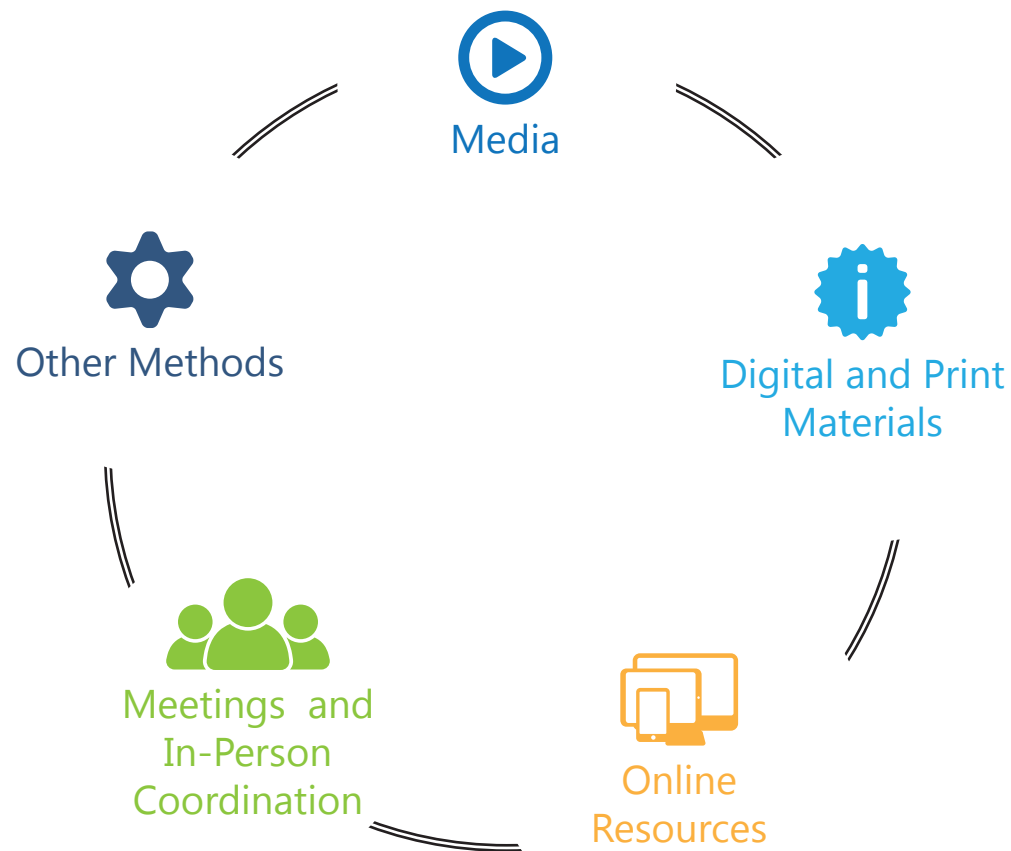 Media
Other Methods
Digital and Print
Materials
Meetings and
In-Person
Coordination
Online
Resources